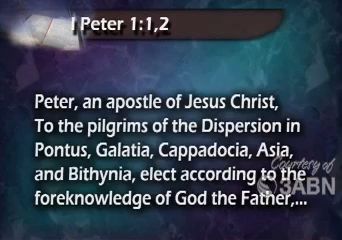 I Peter 1:1,2
Peter, an apostle of Jesus Christ,
To the pilgrims of the Dispersion in
Pontus, Galatia, Cappadocia, Asia,
and Bithynia, elect according to the
foreknowledge of God the Father,...
Courtesy of
3ABN